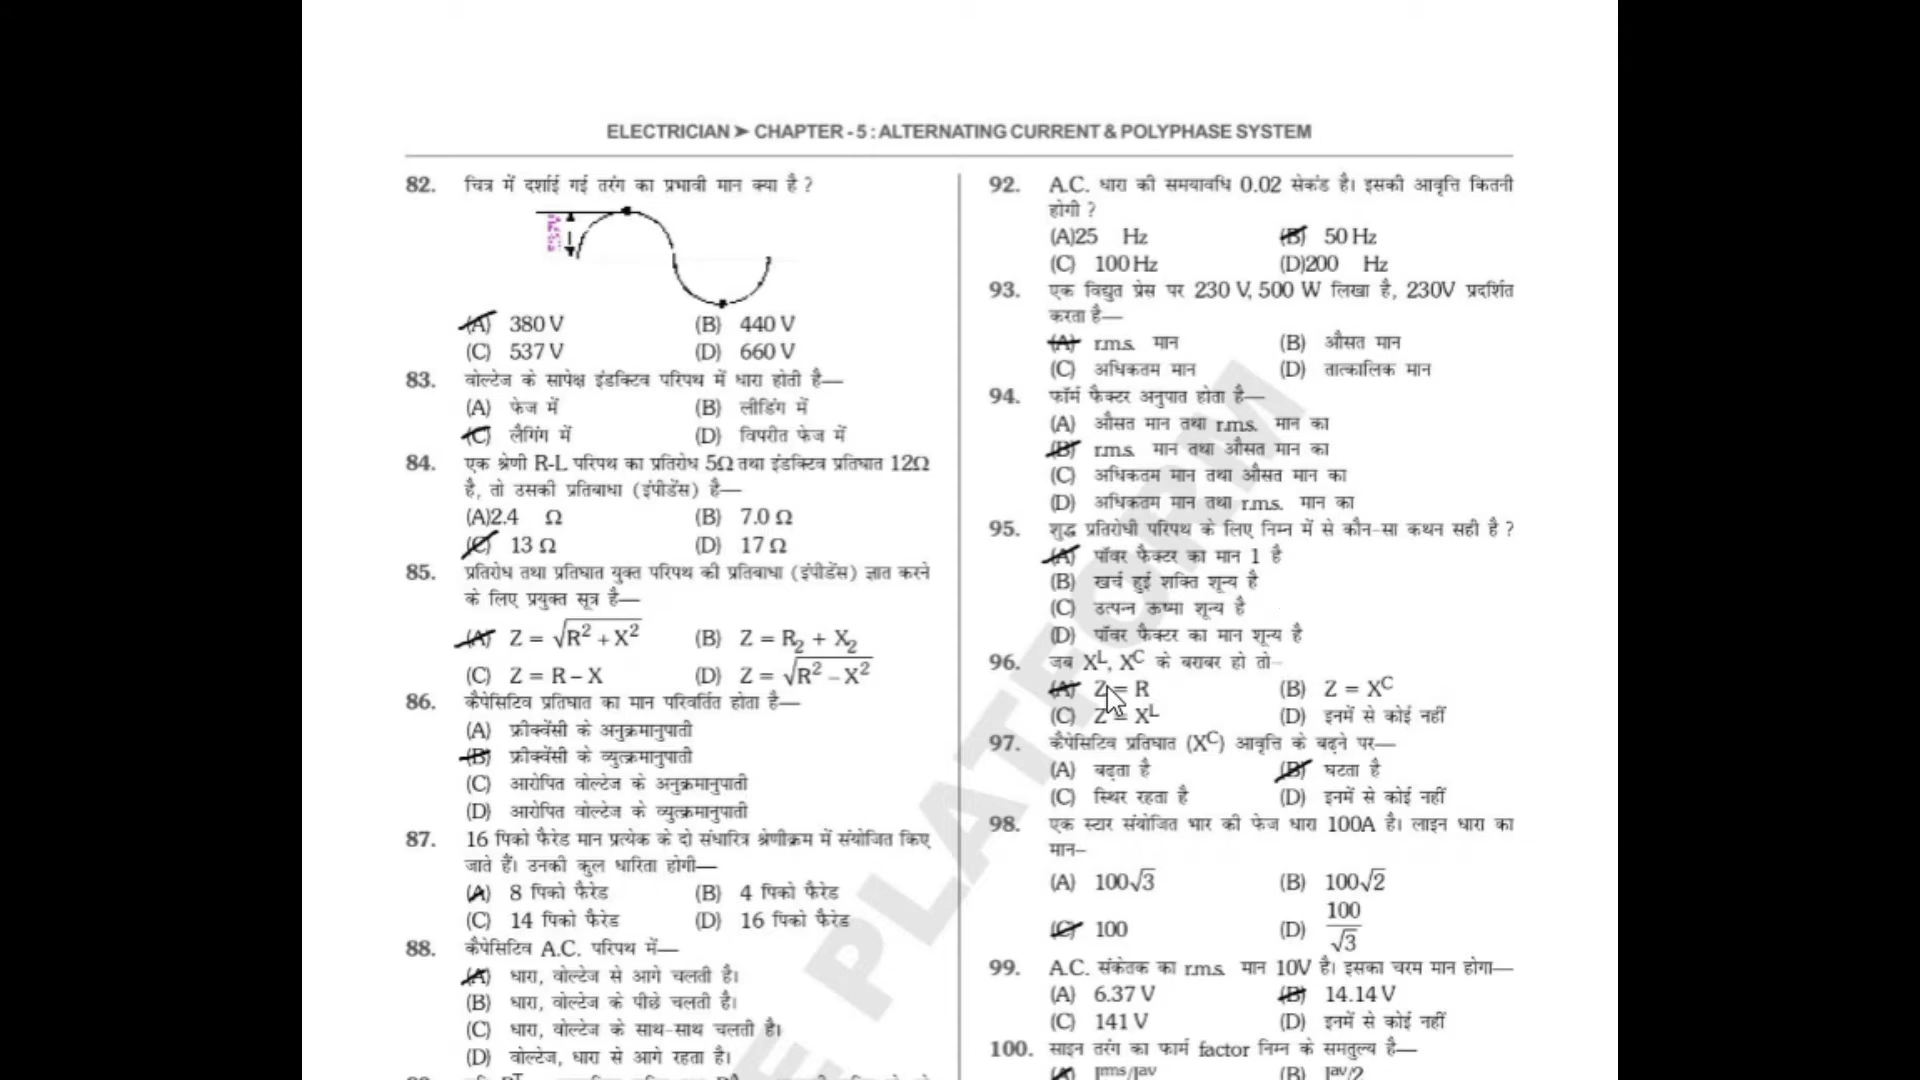 ELECTRICIAN ➤ CHAPTER - 5 : ALTERNATING CURRENT & POLYPHASE SYSTEM
82. चित्र में दर्शाई गई तरंग का प्रभावी मान क्या है ?
(A) 380 V (B) 440 V
(C) 537 V (D) 660 V
83. वोल्टेज के सापेक्ष इंडक्टिव परिपथ में धारा होती है—
(A) फेज में (B) लीडिंग में
(C) लैगिंग में (D) विपरीत फेज में
84. एक श्रेणी R-L परिपथ का प्रतिरोध 5Ω तथा इंडक्टिव प्रतिघात 12Ω
है, तो उसकी प्रतिबाधा (इंपीडेंस) है—
(A)2.4 Ω (B) 7.0 Ω
(C) 13 Ω (D) 17 Ω
85. प्रतिरोध तथा प्रतिघात युक्त परिपथ की प्रतिबाधा (इंपीडेंस) ज्ञात करने
के लिए प्रयुक्त सूत्र है—
(A) Z = √R² + X² (B) Z = R₂ + X₂
(C) Z = R – X (D) Z = √R² – X²
86. कैपेसिटिव प्रतिघात का मान परिवर्तित होता है—
(A) फ्रीक्वेंसी के अनुक्रमानुपाती
(B) फ्रीक्वेंसी के व्युत्क्रमानुपाती
(C) आरोपित वोल्टेज के अनुक्रमानुपाती
(D) आरोपित वोल्टेज के व्युत्क्रमानुपाती
87. 16 पिको फैरेड मान प्रत्येक के दो संधारित्र श्रेणीक्रम में संयोजित किए
जाते हैं। उनकी कुल धारिता होगी—
(A) 8 पिको फैरेड (B) 4 पिको फैरेड
(C) 14 पिको फैरेड (D) 16 पिको फैरेड
88. कैपेसिटिव A.C. परिपथ में—
(A) धारा, वोल्टेज से आगे चलती है।
(B) धारा, वोल्टेज के पीछे चलती है।
(C) धारा, वोल्टेज के साथ-साथ चलती है।
(D) वोल्टेज, धारा से आगे रहता है।
92. A.C. धारा की समयावधि 0.02 सेकंड है। इसकी आवृत्ति कितनी
होगी ?
(A)25 Hz (B) 50 Hz
(C) 100 Hz (D)200 Hz
93. एक विद्युत प्रेस पर 230 V, 500 W लिखा है, 230V प्रदर्शित
करता है—
(A) r.m.s. मान (B) औसत मान
(C) अधिकतम मान (D) तात्कालिक मान
94. फॉर्म फैक्टर अनुपात होता है—
(A) औसत मान तथा r.m.s. मान का
(B) r.m.s. मान तथा औसत मान का
(C) अधिकतम मान तथा औसत मान का
(D) अधिकतम मान तथा r.m.s. मान का
95. शुद्ध प्रतिरोधी परिपथ के लिए निम्न में से कौन-सा कथन सही है ?
(A) पॉवर फैक्टर का मान 1 है
(B) खर्च हुई शक्ति शून्य है
(C) उत्पन्न ऊष्मा शून्य है
(D) पॉवर फैक्टर का मान शून्य है
96. जब Xᴸ, Xᶜ के बराबर हो तो–
(A) Z = R (B) Z = Xᶜ
(C) Z = Xᴸ (D) इनमें से कोई नहीं
97. कैपेसिटिव प्रतिघात (Xᶜ) आवृत्ति के बढ़ने पर—
(A) बढ़ता है (B) घटता है
(C) स्थिर रहता है (D) इनमें से कोई नहीं
98. एक स्टार संयोजित भार की फेज धारा 100A है। लाइन धारा का
मान–
(A) 100√3 (B) 100√2
(C) 100 (D) 100/√3
99. A.C. संकेतक का r.m.s. मान 10V है। इसका चरम मान होगा—
(A) 6.37 V (B) 14.14 V
(C) 141 V (D) इनमें से कोई नहीं
100. साइन तरंग का फार्म factor निम्न के समतुल्य है—
(A) Iʳᵐˢ/Iᵃᵛ (B) Iᵃᵛ/2
PLATFORM